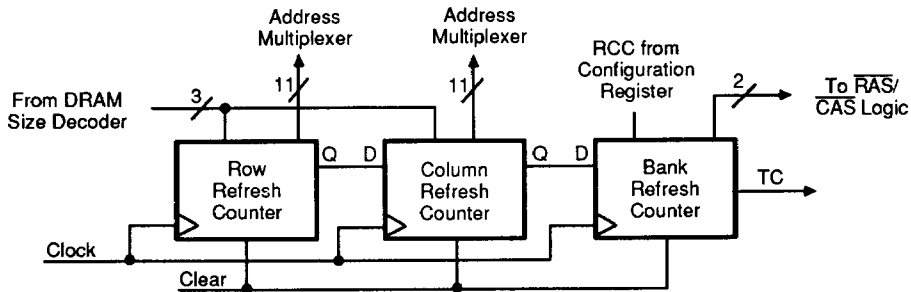 Address
Multiplexer
Address
Multiplexer
RCC from
Configuration
Register
From DRAM
Size Decoder
3
11
11
2
To RAS/
CAS Logic
Row
Refresh
Counter
Q
D
Column
Refresh
Counter
Q
D
Bank
Refresh
Counter
TC
Clock
Clear